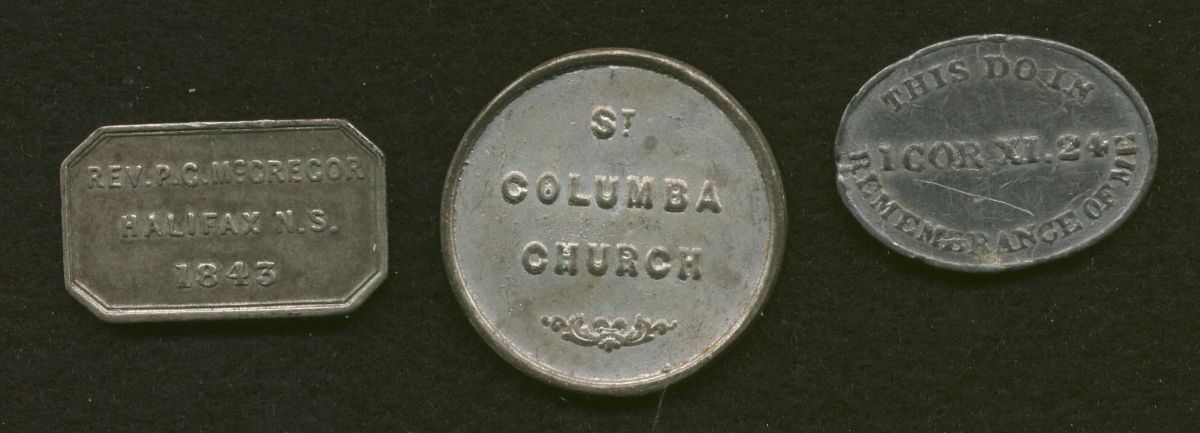 REV. P. G. McGREGOR
HALIFAX N.S.
1843
ST
COLUMBA
CHURCH
THIS DO IN
I COR XI. 24
REMEMBRANCE OF ME